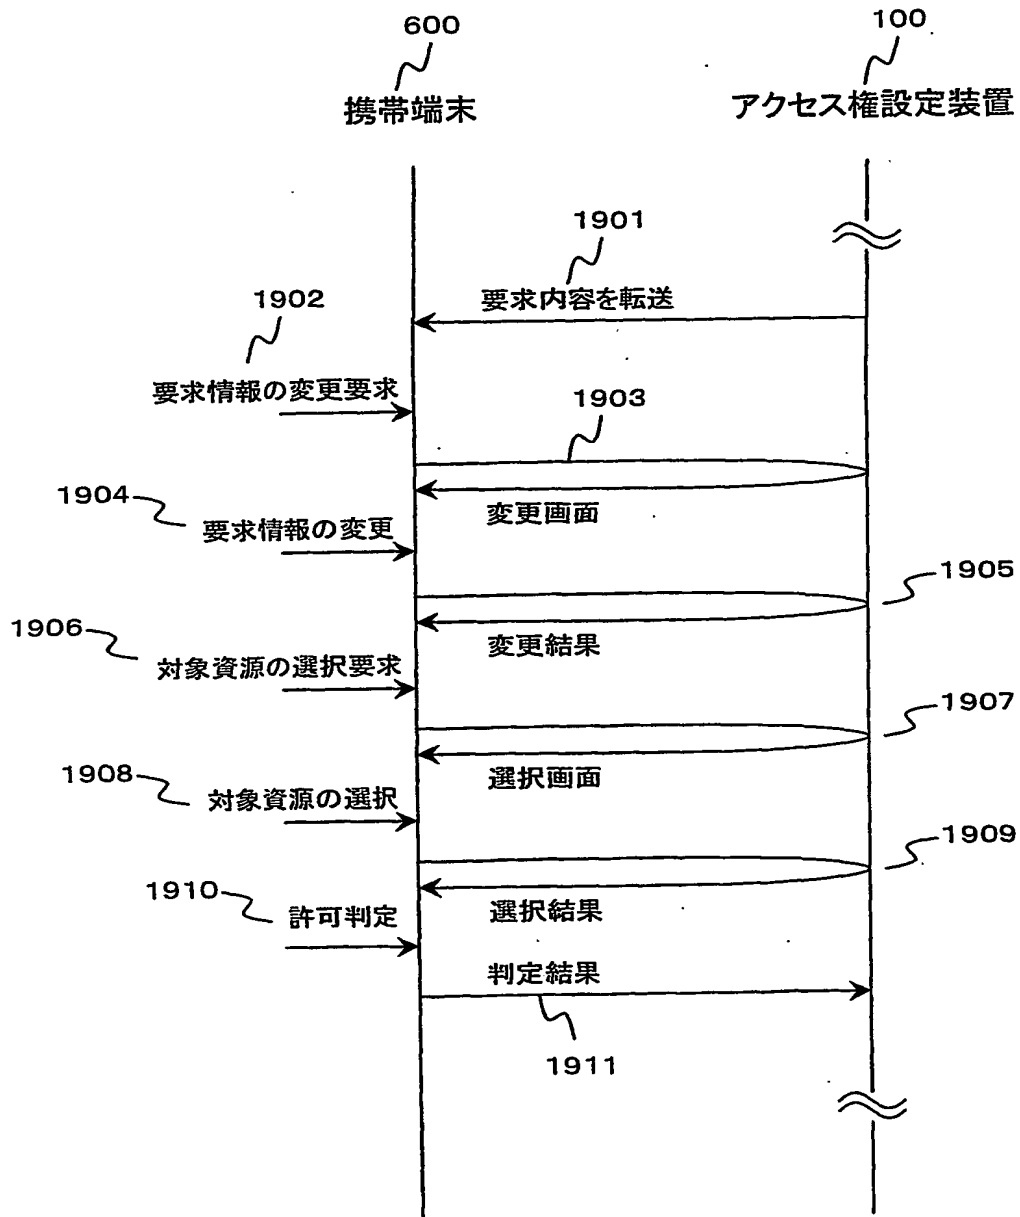 600
携帯端末
100
アクセス権設定装置
1901
要求内容を転送
1902
要求情報の変更要求
1903
変更画面
1904
要求情報の変更
1905
変更結果
1906
対象資源の選択要求
1907
選択画面
1908
対象資源の選択
1909
選択結果
1910
許可判定
判定結果
1911